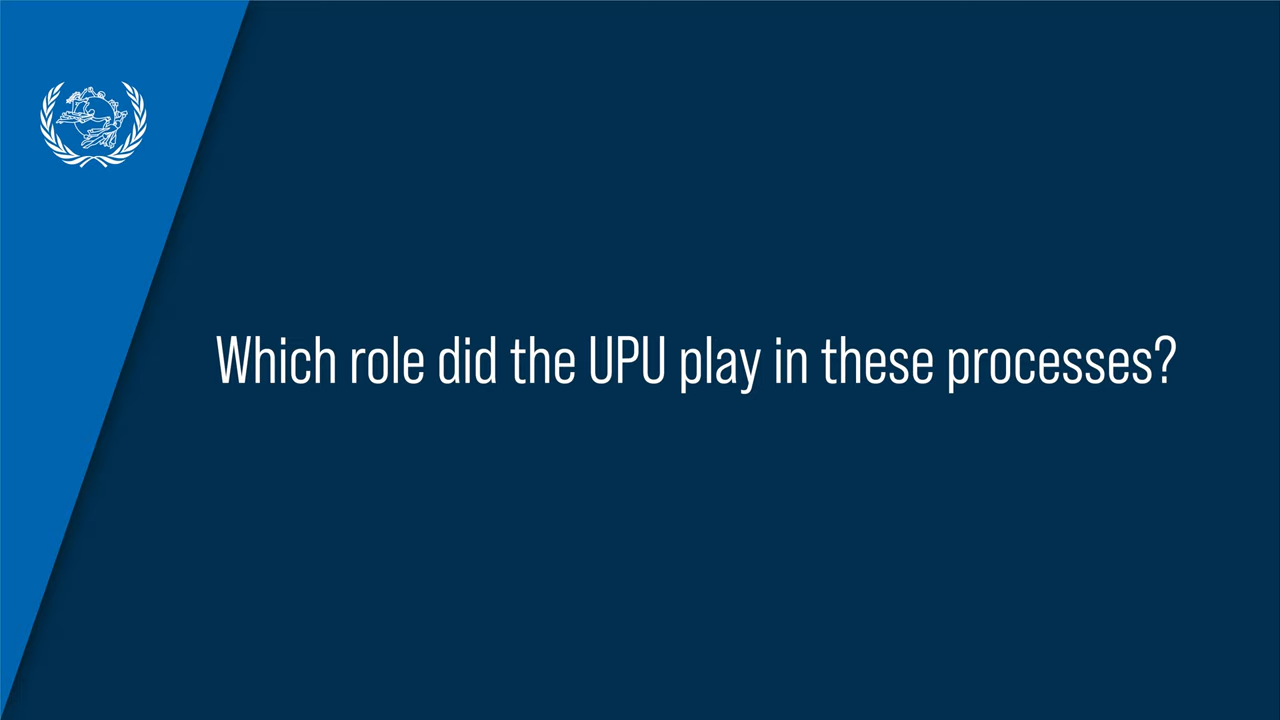 Which role did the UPU play in these processes?